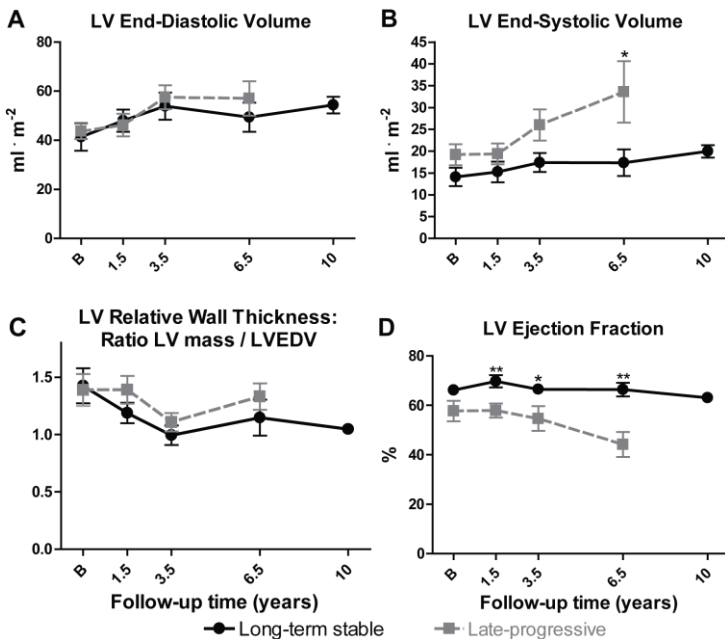 A
LV End-Diastolic Volume
80
60
40
20
0
ml · m-2
B
1.5
3.5
6.5
10
B
LV End-Systolic Volume
45
40
35
30
25
20
15
10
5
0
ml · m-2
*
B
1.5
3.5
6.5
10
C
LV Relative Wall Thickness:
Ratio LV mass / LVEDV
1.5
1.0
0.5
0.0
B
1.5
3.5
6.5
10
Follow-up time (years)
D
LV Ejection Fraction
80
60
40
20
0
%
** * **
B
1.5
3.5
6.5
10
Follow-up time (years)
Long-term stable
Late-progressive